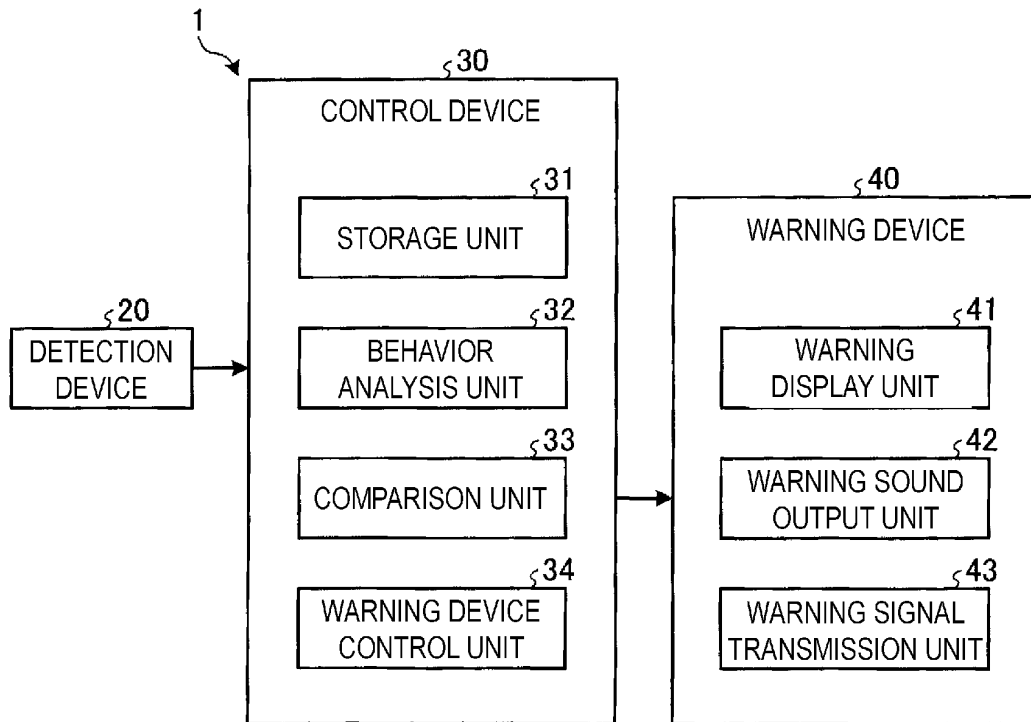 1
30
CONTROL DEVICE
31
STORAGE UNIT
32
BEHAVIOR
ANALYSIS UNIT
33
COMPARISON UNIT
34
WARNING DEVICE
CONTROL UNIT
20
DETECTION
DEVICE
40
WARNING DEVICE
41
WARNING
DISPLAY UNIT
42
WARNING SOUND
OUTPUT UNIT
43
WARNING SIGNAL
TRANSMISSION UNIT